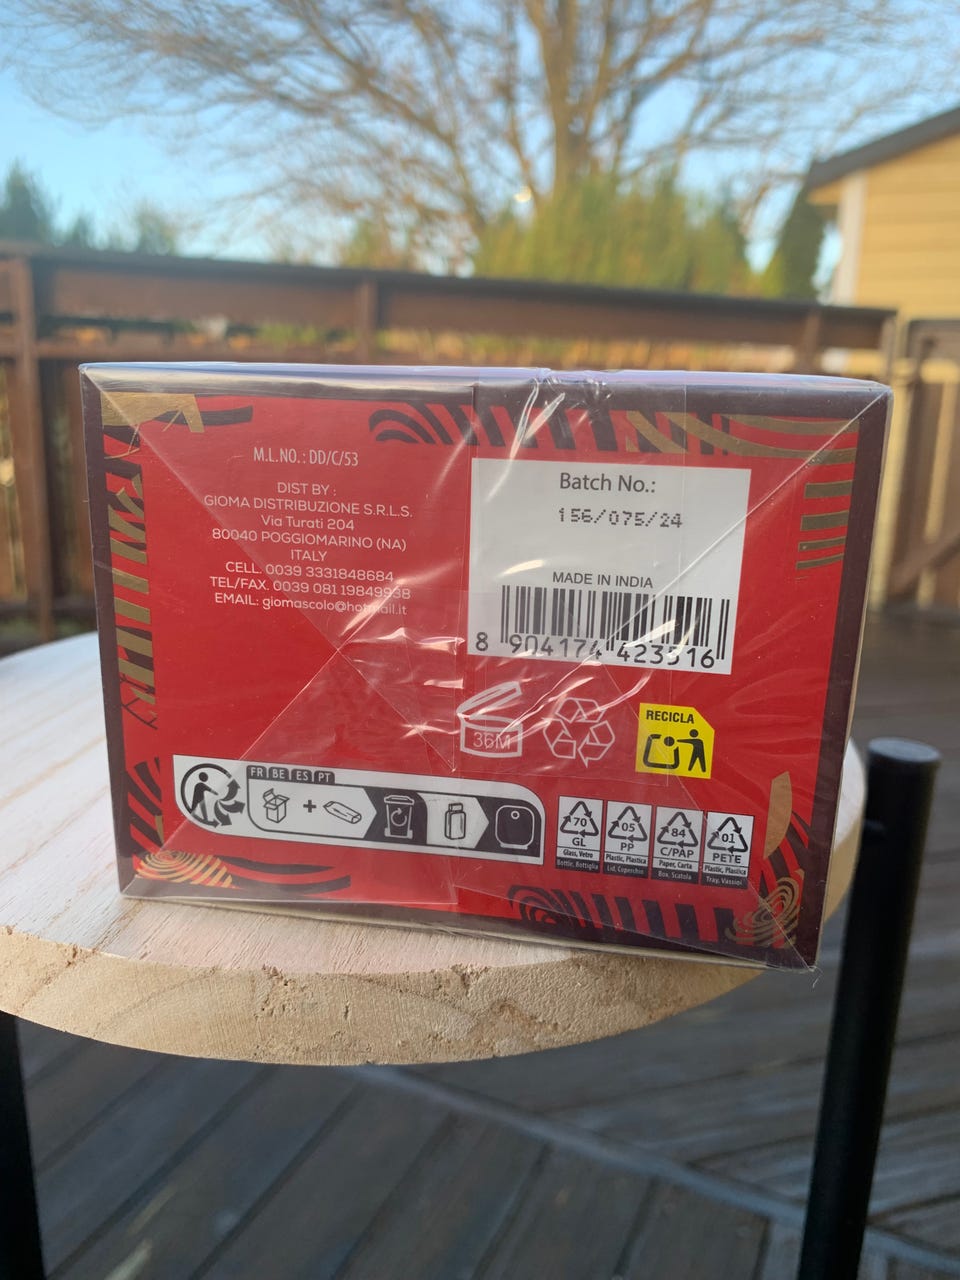 M.L.NO.: DD/C/53
DIST BY :
GIOMA DISTRIBUZIONE S.R.L.S.
Via Turati 204
80040 POGGIOMARINO (NA)
ITALY
CELL. 0039 3331848684
TEL/FAX. 0039 081 19849938
EMAIL: giomascolo@hotmail.it
Batch No.:
156/075/24
MADE IN INDIA
8 904174 423516
36M
RECICLA
FR BE ES PT
+
70
GL
Glass, Vetro
Bottle, Bottiglia
05
PP
Plastic, Plastica
Lid, Coperchio
84
C/PAP
Paper, Carta
Box, Scatola
01
PETE
Plastic, Plastica
Tray, Vassoi